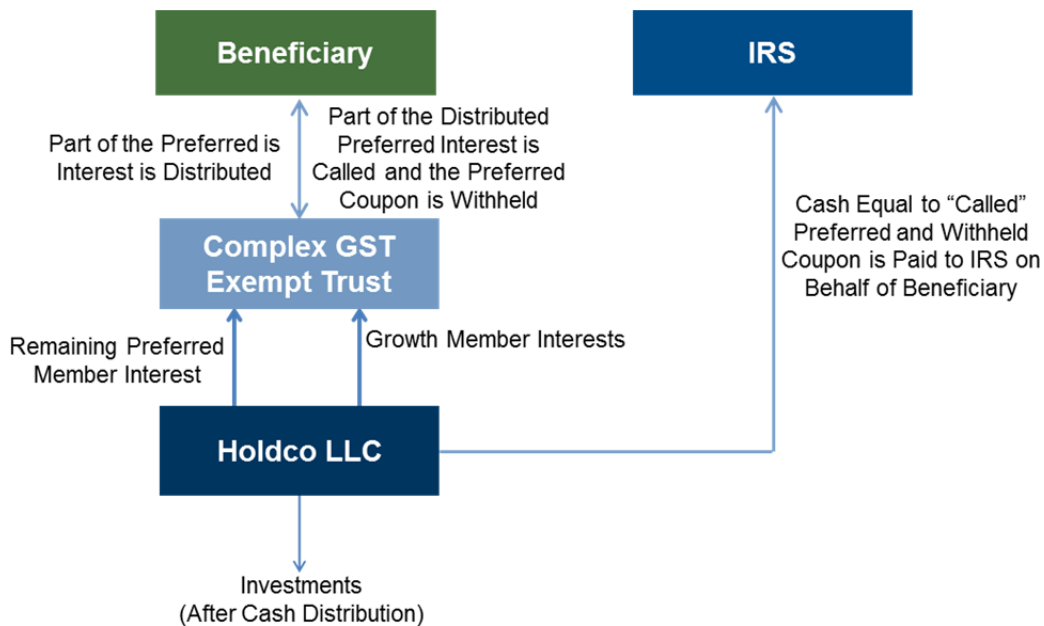 Beneficiary
IRS
Part of the Preferred is
Interest is Distributed
Part of the Distributed
Preferred Interest is
Called and the Preferred
Coupon is Withheld
Cash Equal to “Called”
Preferred and Withheld
Coupon is Paid to IRS on
Behalf of Beneficiary
Complex GST
Exempt Trust
Remaining Preferred
Member Interest
Growth Member Interests
Holdco LLC
Investments
(After Cash Distribution)